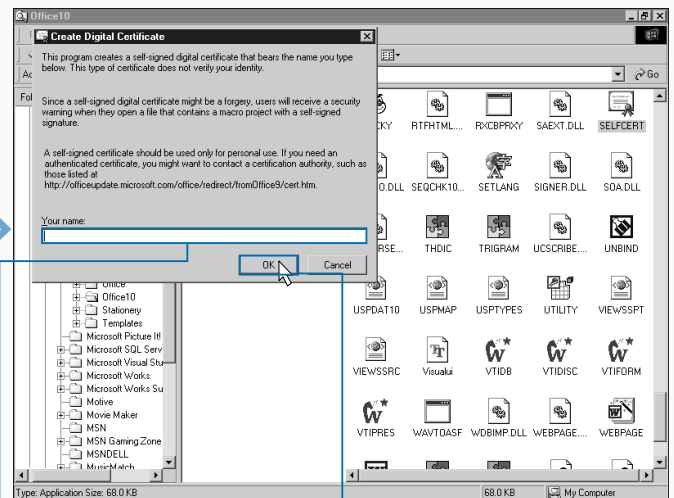 Office10
Create Digital Certificate
This program creates a self-signed digital certificate that bears the name you type
below. This type of certificate does not verify your identity.
Since a self-signed digital certificate might be a forgery, users will receive a security
warning when they open a file that contains a macro project with a self-signed
signature.
A self-signed certificate should be used only for personal use. If you need an
authenticated certificate, you might want to contact a certification authority, such as
those listed at
http://officeupdate.microsoft.com/office/redirect/fromOffice9/cert.htm.
Your name:
OK
Cancel
Go
Ad
Fol
CKY
RTFHTML...
RXCBPRXY
SAEXT.DLL
SELFCERT
O.DLL
SEQCHK10...
SETLANG
SIGNER.DLL
SOA.DLL
RSE...
THDIC
TRIGRAM
UCSCRIBE...
UNBIND
USPDAT10
USPMAP
USPTYPES
UTILITY
VIEWSSPT
VIEWSSRC
Visualui
VTIDB
VTIDISC
VTIFORM
VTIPRES
WAVTOASF
WDBIMP.DLL
WEBPAGE....
WEBPAGE
Office
Office10
Stationery
Templates
Microsoft Picture It!
Microsoft SQL Serv
Microsoft Visual Stu
Microsoft Works
Microsoft Works Su
Motive
Movie Maker
MSN
MSN Gaming Zone
MSNDELL
MusicMatch
Type: Application Size: 68.0 KB
68.0 KB
My Computer